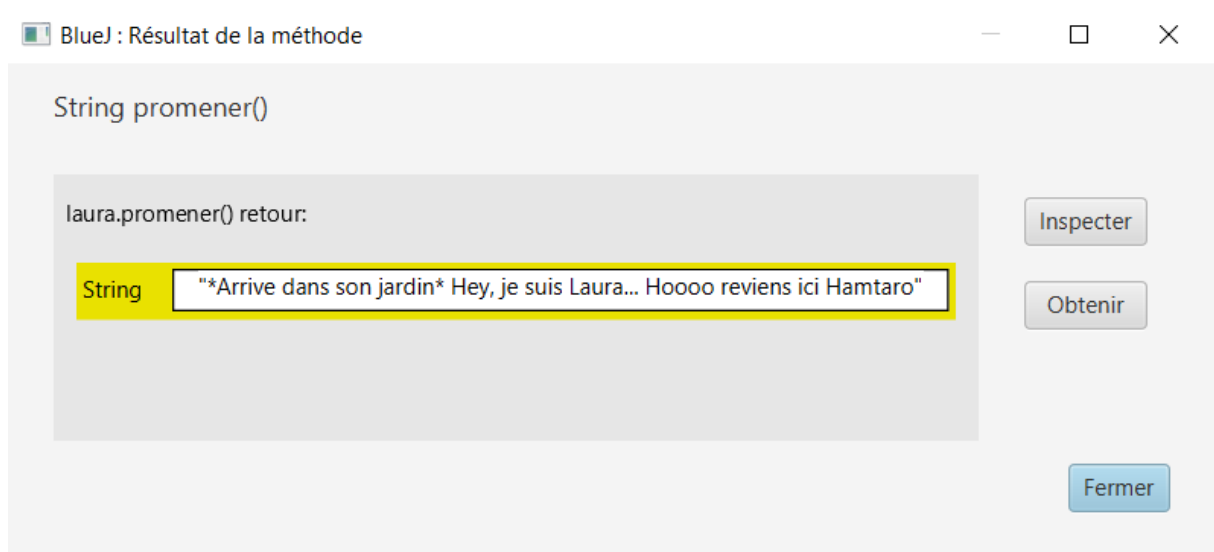 BlueJ : Résultat de la méthode
String promener()
laura.promener() retour:
Inspecter
String "*Arrive dans son jardin* Hey, je suis Laura... Hoooo reviens ici Hamtaro"
Obtenir
Fermer